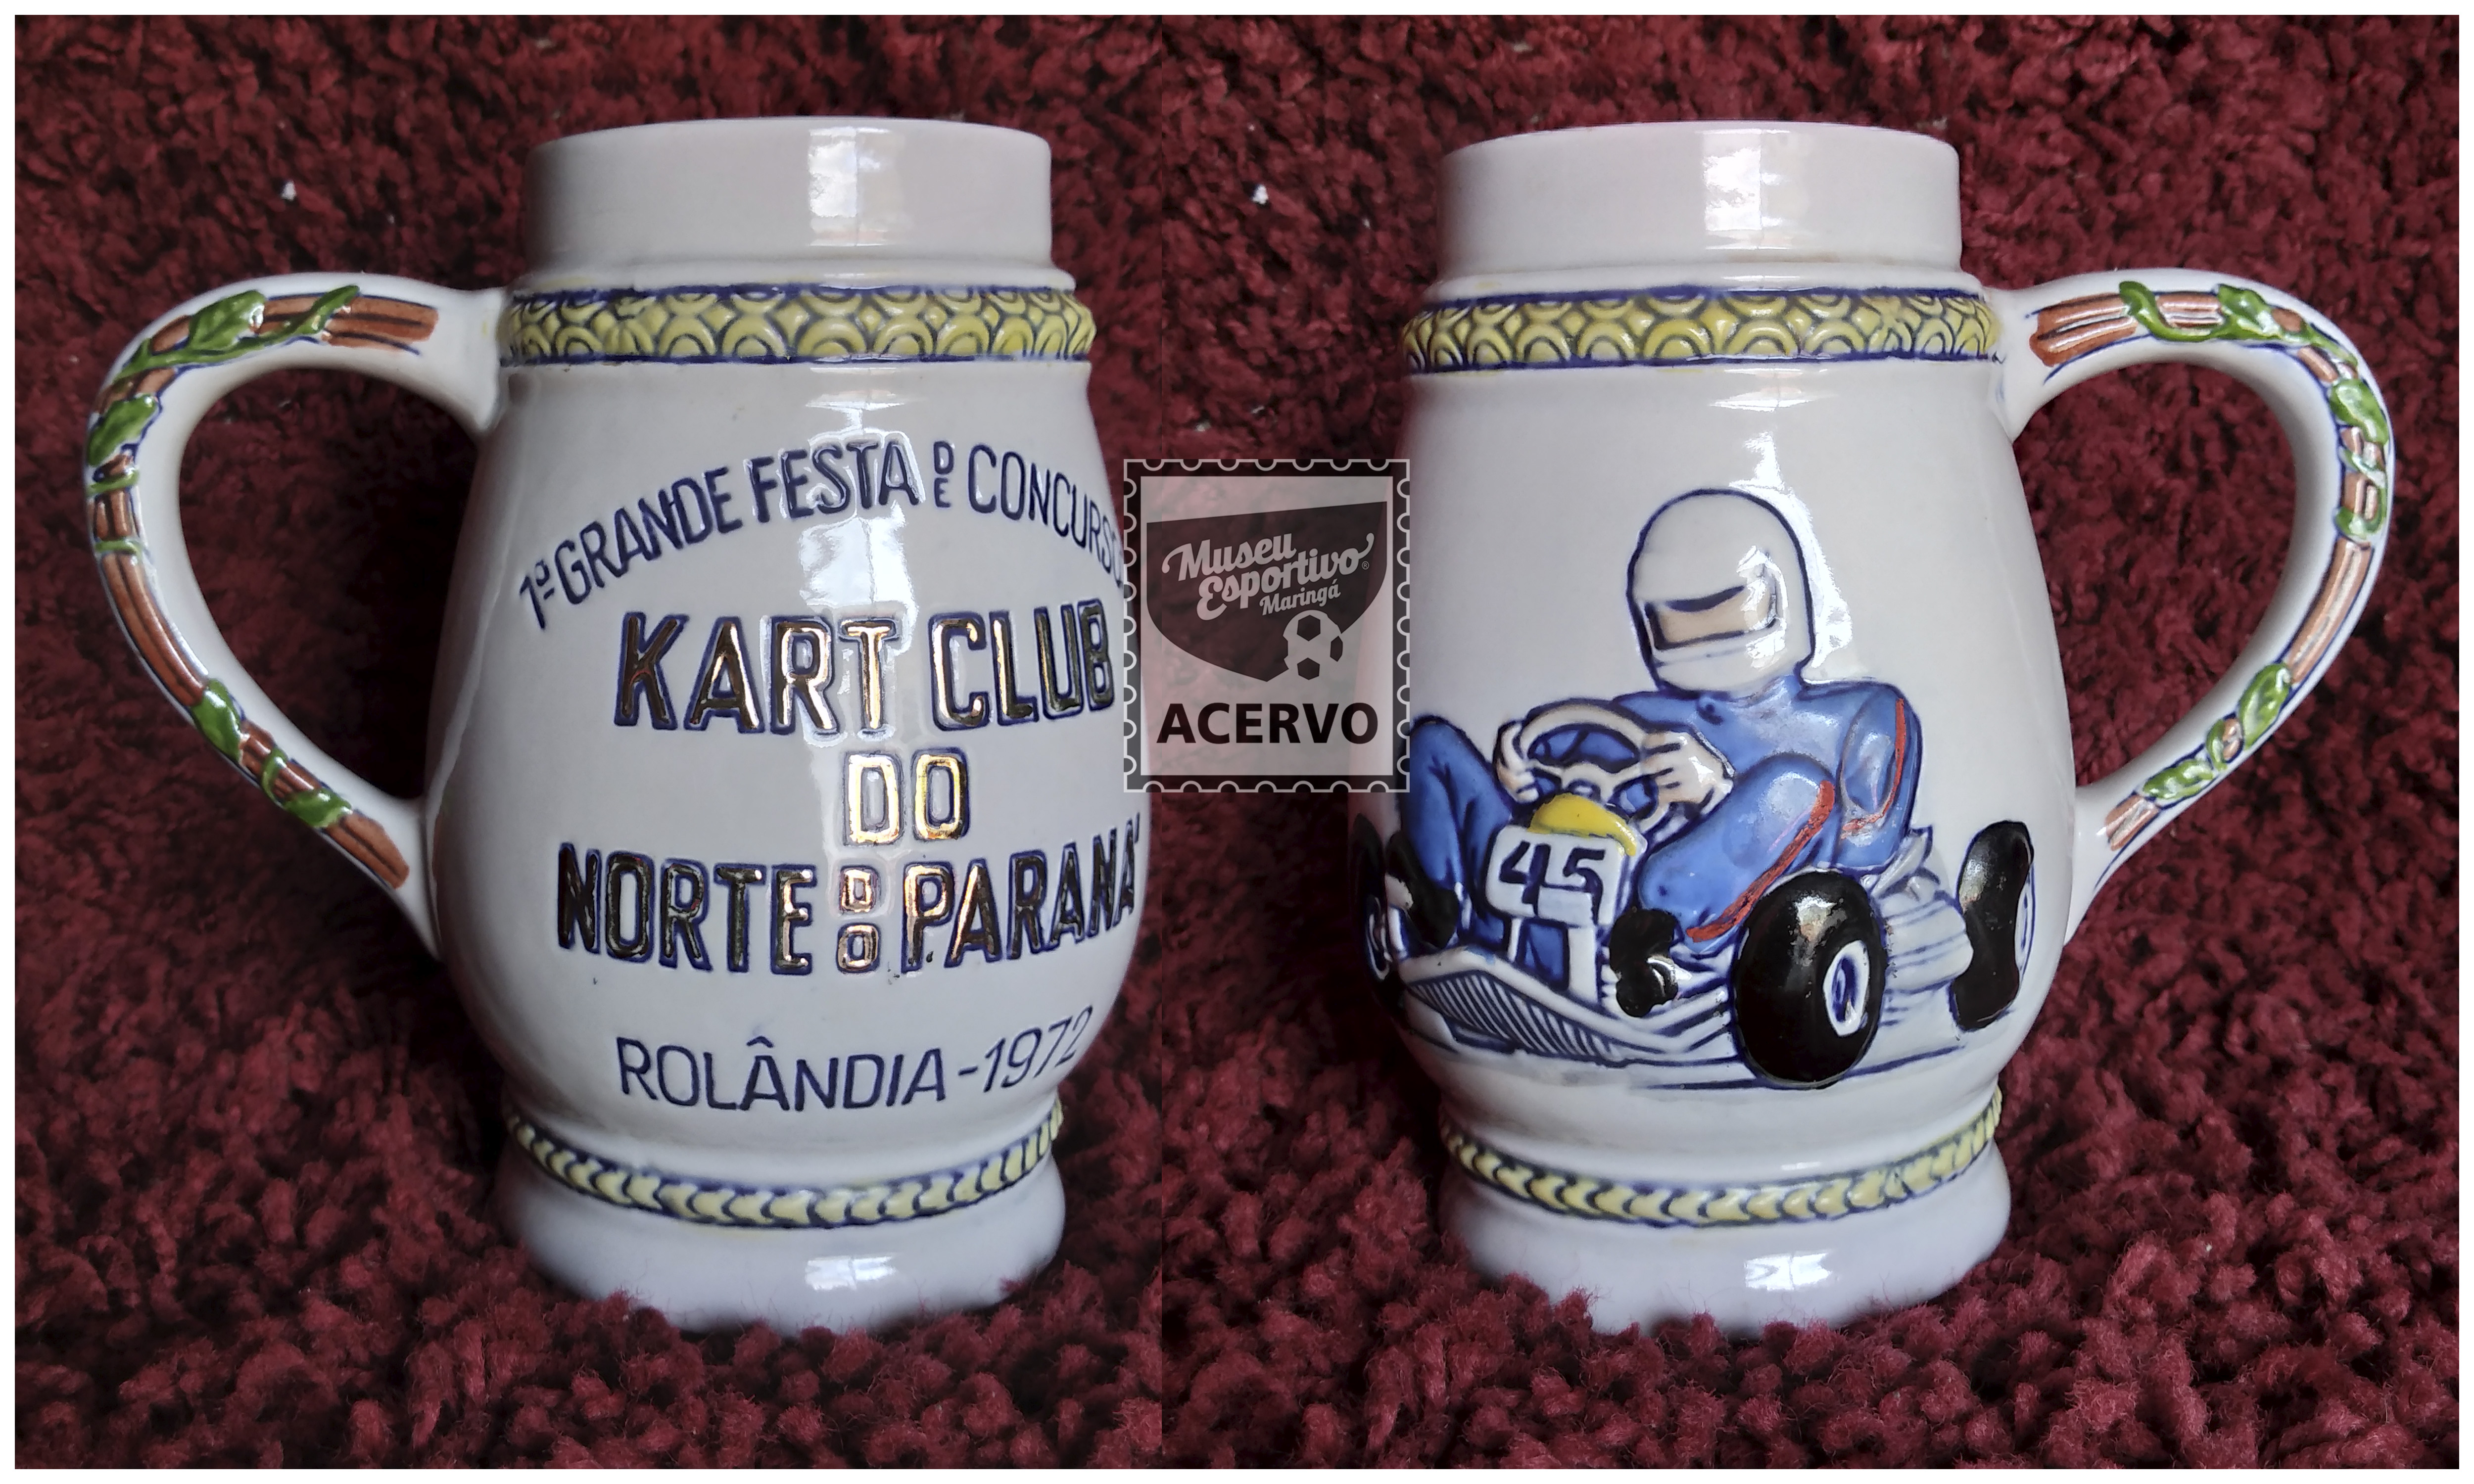 1ª GRANDE FESTA DE CONCURSO
KART CLUB
DO
NORTE DO PARANÁ
ROLÂNDIA - 1972
Museu
Esportivo®
Maringá
ACERVO
45